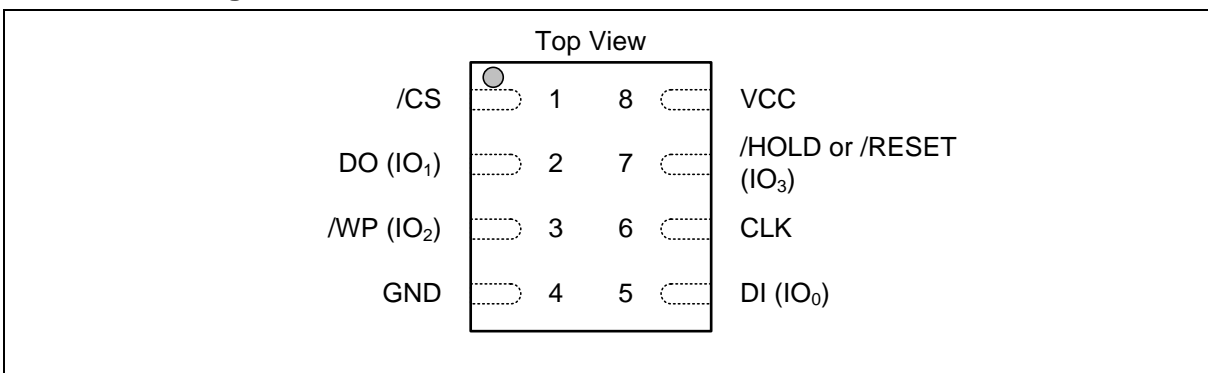 Top View
/CS 1 8 VCC
DO (IO₁) 2 7 /HOLD or /RESET
(IO₃)
/WP (IO₂) 3 6 CLK
GND 4 5 DI (IO₀)